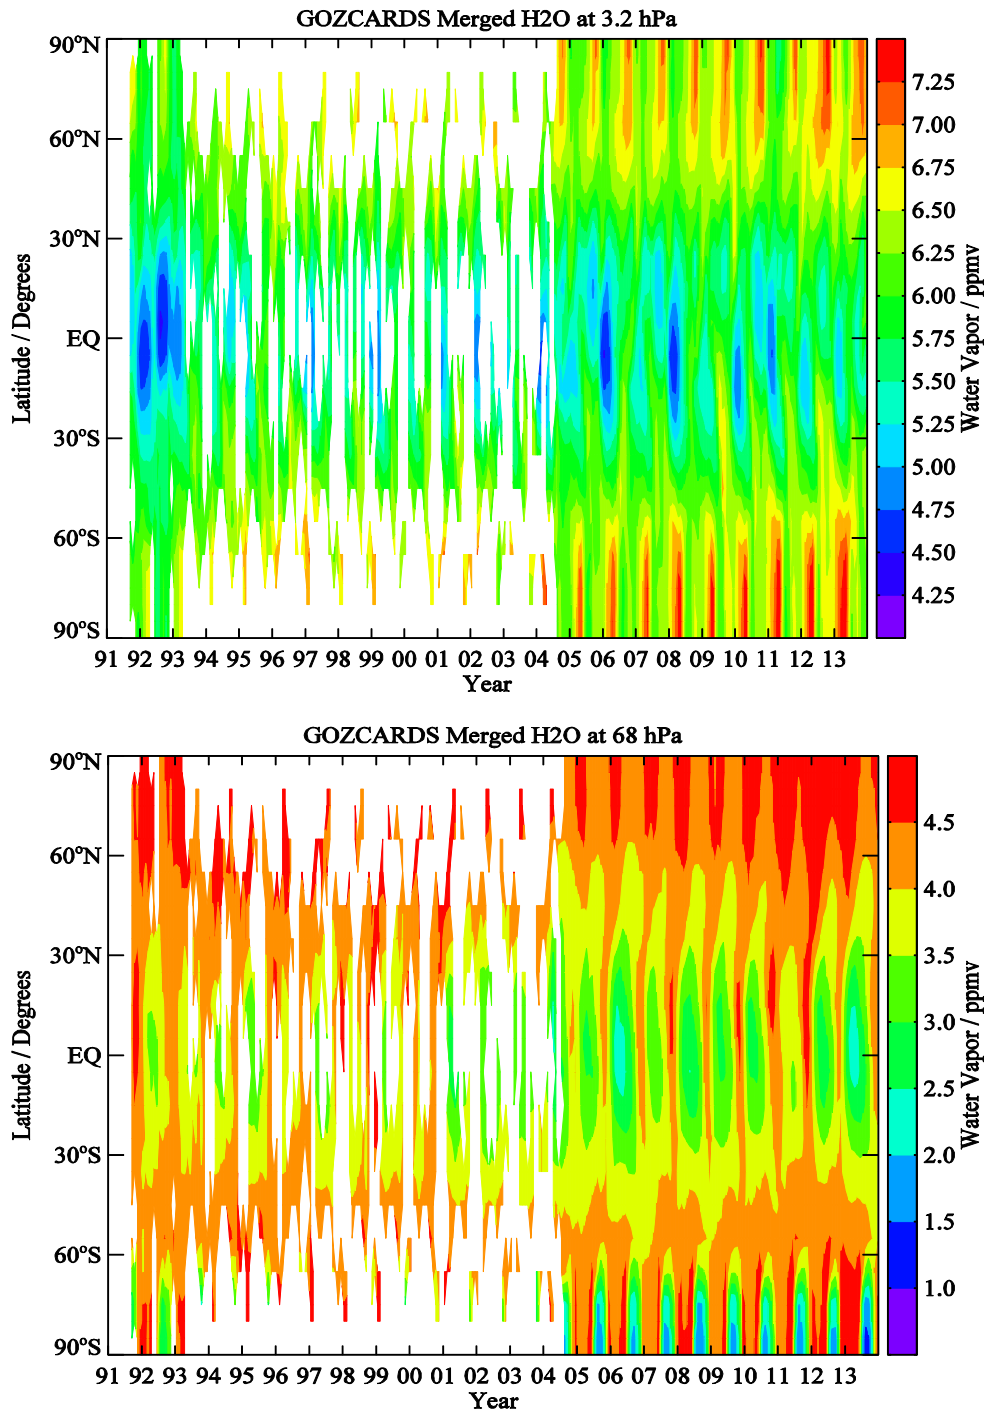 GOZCARDS Merged H2O at 3.2 hPa
90ºN
60ºN
30ºN
EQ
30ºS
60ºS
90ºS
Latitude / Degrees
91 92 93 94 95 96 97 98 99 00 01 02 03 04 05 06 07 08 09 10 11 12 13
Year
7.25
7.00
6.75
6.50
6.25
6.00
5.75
5.50
5.25
5.00
4.75
4.50
4.25
Water Vapor / ppmv
GOZCARDS Merged H2O at 68 hPa
90ºN
60ºN
30ºN
EQ
30ºS
60ºS
90ºS
Latitude / Degrees
91 92 93 94 95 96 97 98 99 00 01 02 03 04 05 06 07 08 09 10 11 12 13
Year
4.5
4.0
3.5
3.0
2.5
2.0
1.5
1.0
Water Vapor / ppmv